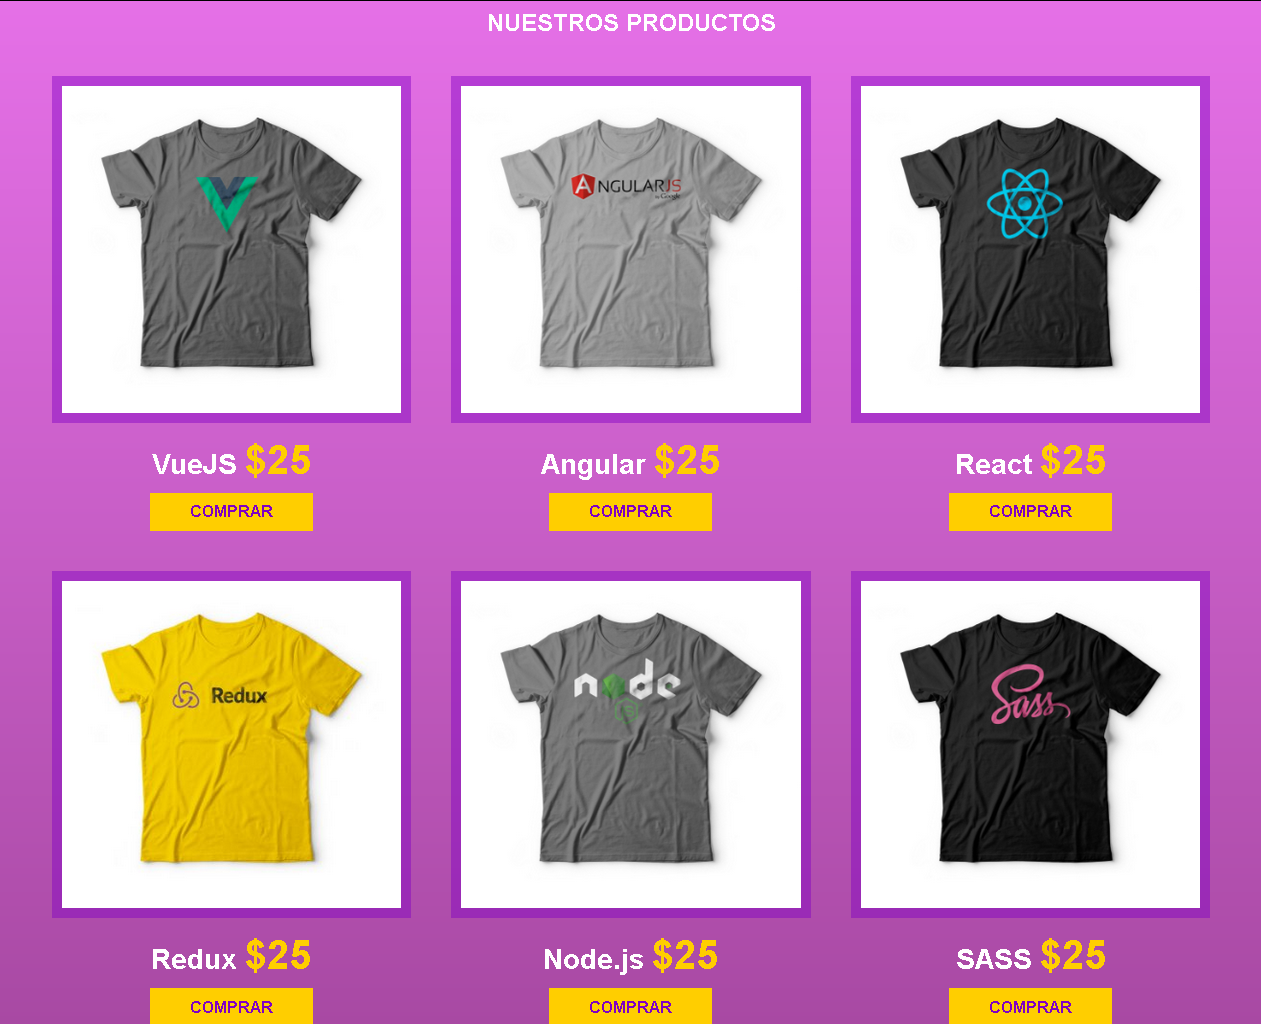 NUESTROS PRODUCTOS
ANGULARJS
by Google
VueJS $25
Angular $25
React $25
COMPRAR
COMPRAR
COMPRAR
Redux
node
JS
Sass
Redux $25
Node.js $25
SASS $25
COMPRAR
COMPRAR
COMPRAR